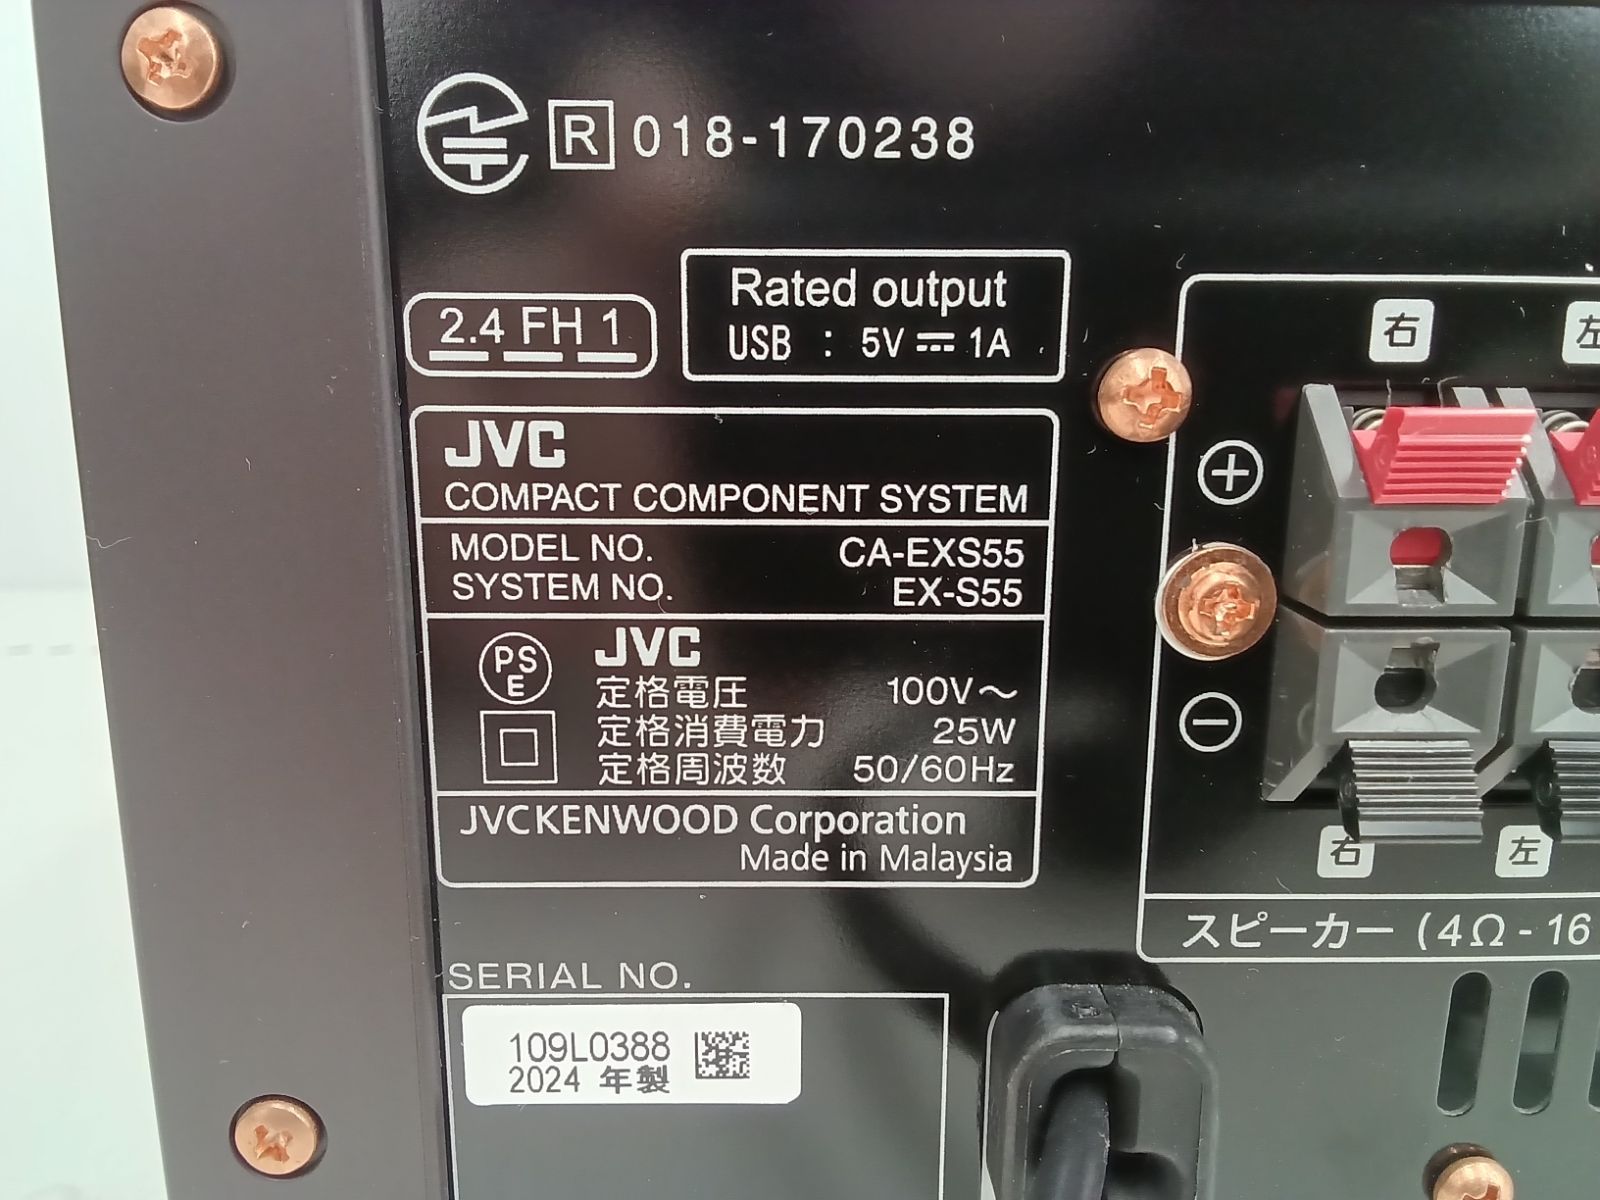 R 018-170238
2.4 FH 1
Rated output
USB : 5V ⎓ 1A
右
左
JVC
COMPACT COMPONENT SYSTEM
MODEL NO. CA-EXS55
SYSTEM NO. EX-S55
+
PSE
JVC
定格電圧 100V～
定格消費電力 25W
定格周波数 50/60Hz
−
JVCKENWOOD Corporation
Made in Malaysia
右
左
スピーカー (4Ω - 16
SERIAL NO.
109L0388
2024 年製